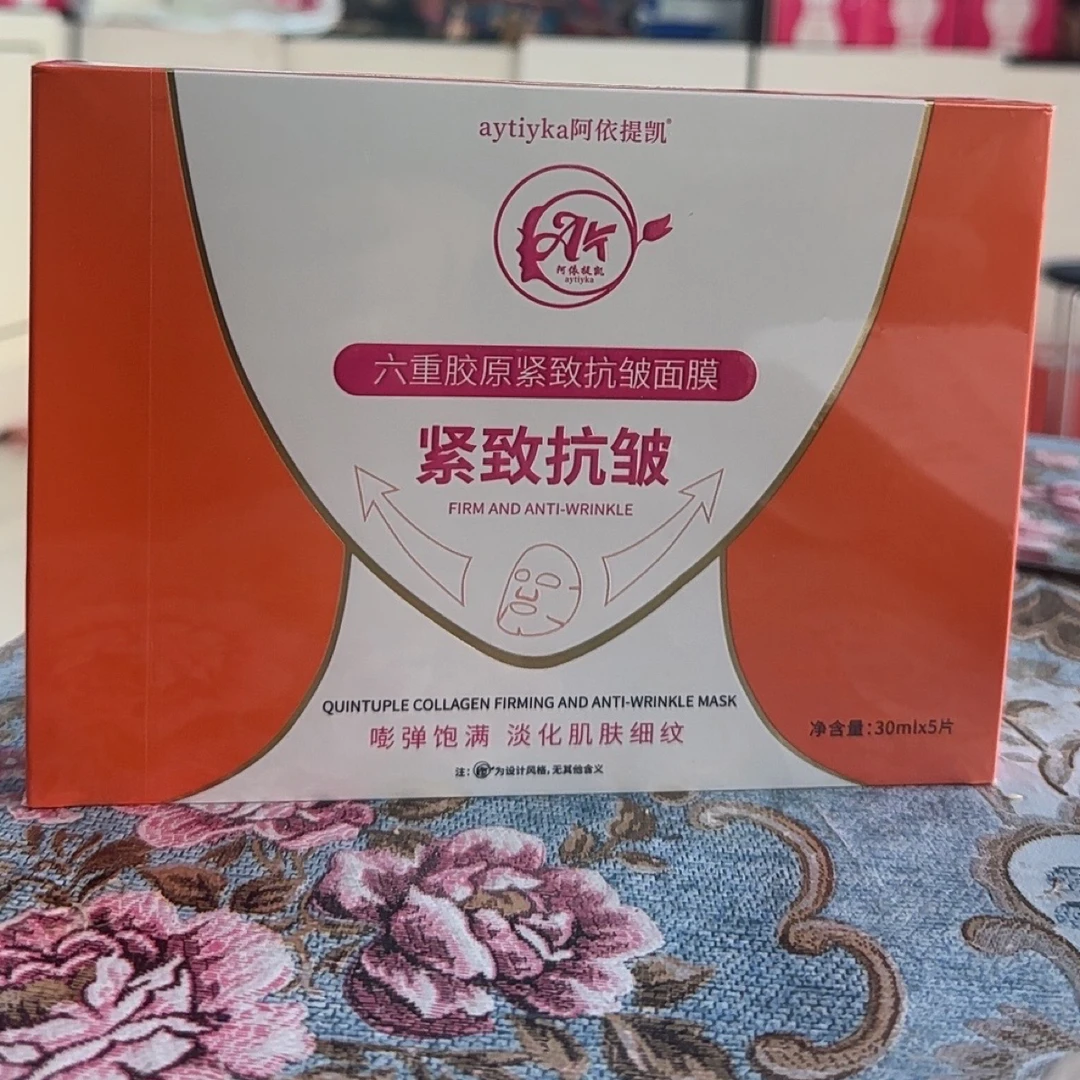 aytiyka阿依提凯®
AK
阿依提凯
aytiyka
六重胶原紧致抗皱面膜
紧致抗皱
FIRM AND ANTI-WRINKLE
QUINTUPLE COLLAGEN FIRMING AND ANTI-WRINKLE MASK
嘭弹饱满 淡化肌肤细纹
净含量:30mlx5片
注: 为设计风格,无其他含义